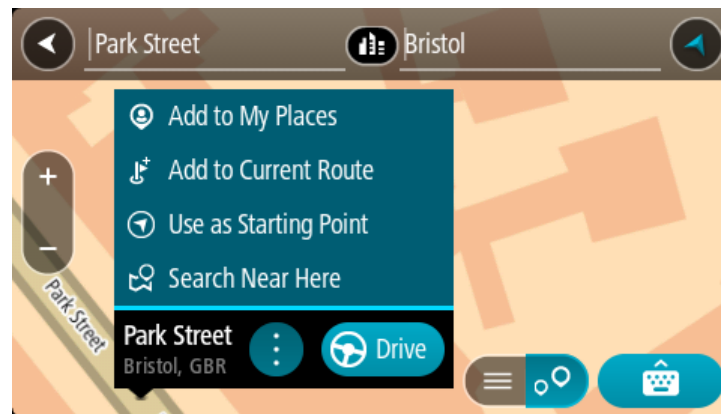 Park Street
Bristol
Add to My Places
Add to Current Route
Use as Starting Point
Search Near Here
Park Street
Park Street
Bristol, GBR
Drive